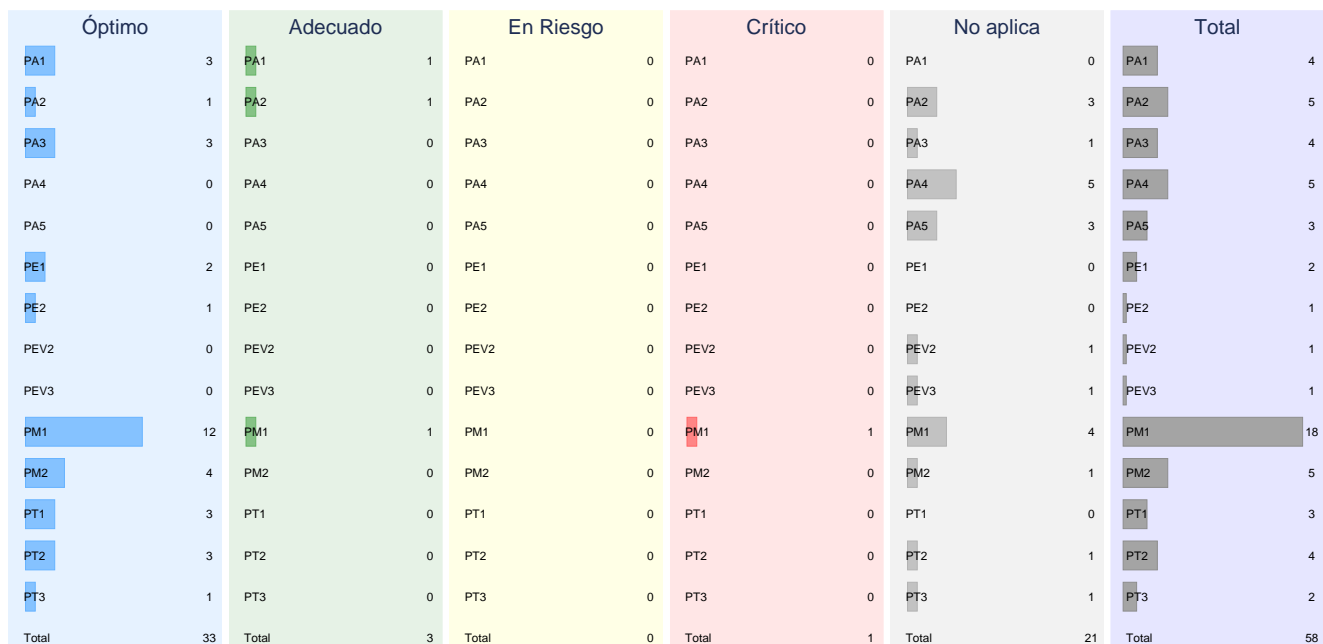 Óptimo Adecuado En Riesgo Crítico No aplica Total
PA1 3 PA1 1 PA1 0 PA1 0 PA1 0 PA1 4
PA2 1 PA2 1 PA2 0 PA2 0 PA2 3 PA2 5
PA3 3 PA3 0 PA3 0 PA3 0 PA3 1 PA3 4
PA4 0 PA4 0 PA4 0 PA4 0 PA4 5 PA4 5
PA5 0 PA5 0 PA5 0 PA5 0 PA5 3 PA5 3
PE1 2 PE1 0 PE1 0 PE1 0 PE1 0 PE1 2
PE2 1 PE2 0 PE2 0 PE2 0 PE2 0 PE2 1
PEV2 0 PEV2 0 PEV2 0 PEV2 0 PEV2 1 PEV2 1
PEV3 0 PEV3 0 PEV3 0 PEV3 0 PEV3 1 PEV3 1
PM1 12 PM1 1 PM1 0 PM1 1 PM1 4 PM1 18
PM2 4 PM2 0 PM2 0 PM2 0 PM2 1 PM2 5
PT1 3 PT1 0 PT1 0 PT1 0 PT1 0 PT1 3
PT2 3 PT2 0 PT2 0 PT2 0 PT2 1 PT2 4
PT3 1 PT3 0 PT3 0 PT3 0 PT3 1 PT3 2
Total 33 Total 3 Total 0 Total 1 Total 21 Total 58